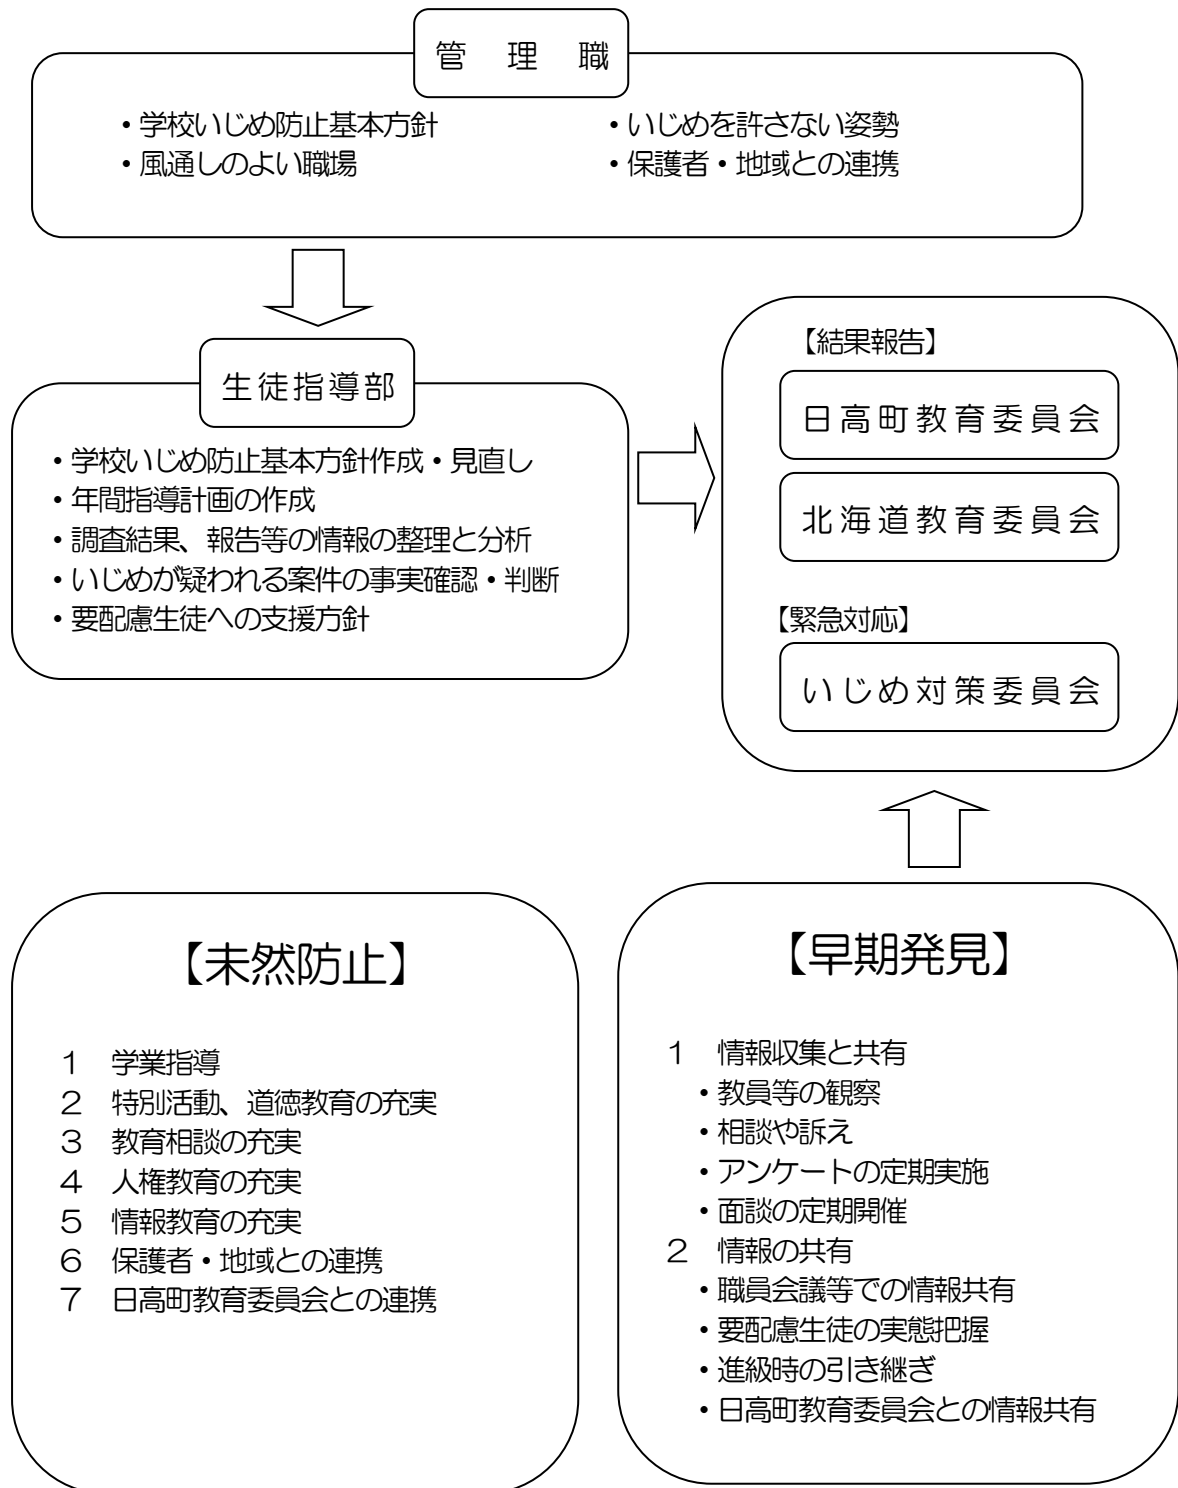 管　理　職
・学校いじめ防止基本方針
・いじめを許さない姿勢
・風通しのよい職場
・保護者・地域との連携
生徒指導部
・学校いじめ防止基本方針作成・見直し
・年間指導計画の作成
・調査結果、報告等の情報の整理と分析
・いじめが疑われる案件の事実確認・判断
・要配慮生徒への支援方針
【結果報告】
日高町教育委員会
北海道教育委員会
【緊急対応】
いじめ対策委員会
【未然防止】
１　学業指導
２　特別活動、道徳教育の充実
３　教育相談の充実
４　人権教育の充実
５　情報教育の充実
６　保護者・地域との連携
７　日高町教育委員会との連携
【早期発見】
１　情報収集と共有
・教員等の観察
・相談や訴え
・アンケートの定期実施
・面談の定期開催
２　情報の共有
・職員会議等での情報共有
・要配慮生徒の実態把握
・進級時の引き継ぎ
・日高町教育委員会との情報共有